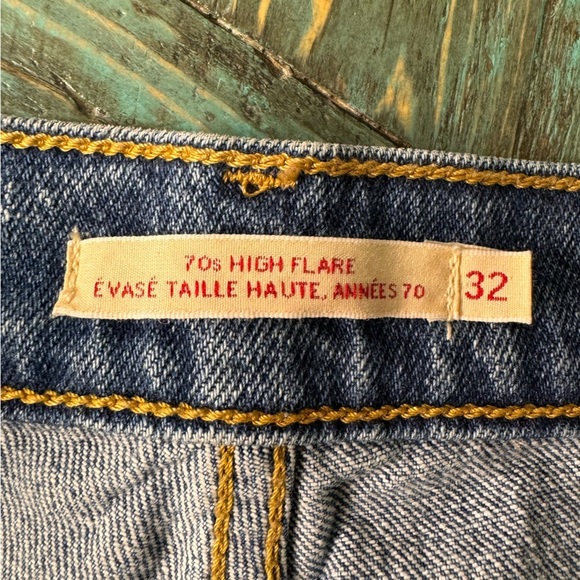 70s HIGH FLARE
ÉVASÉ TAILLE HAUTE, ANNÉES 70
32